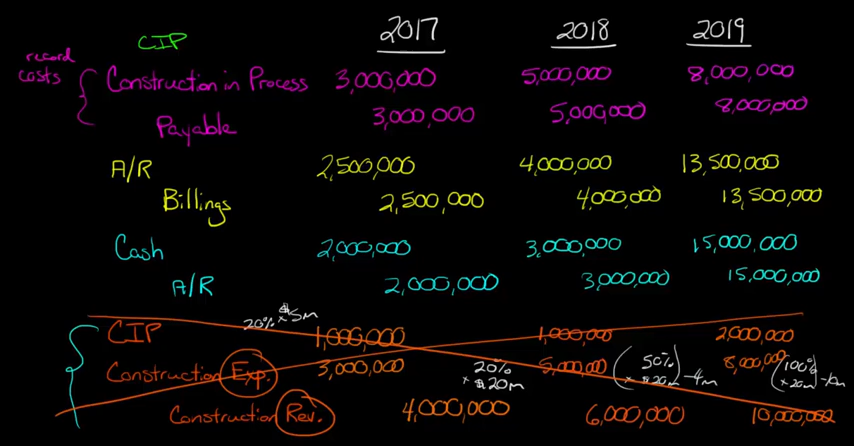 CIP 2017 2018 2019
record costs
Construction in Process 3,000,000 5,000,000 8,000,000
Payable 3,000,000 5,000,000 8,000,000
A/R 2,500,000 4,000,000 13,500,000
Billings 2,500,000 4,000,000 13,500,000
Cash 2,000,000 3,000,000 15,000,000
A/R 2,000,000 3,000,000 15,000,000
20% x $5m
CIP 1,000,000 1,000,000 2,000,000
Construction Exp. 3,000,000 5,000,000 8,000,000
20% x $20m
(50% x $20m) - 4m
(100% x 20m) - 10m
Construction Rev. 4,000,000 6,000,000 10,000,000